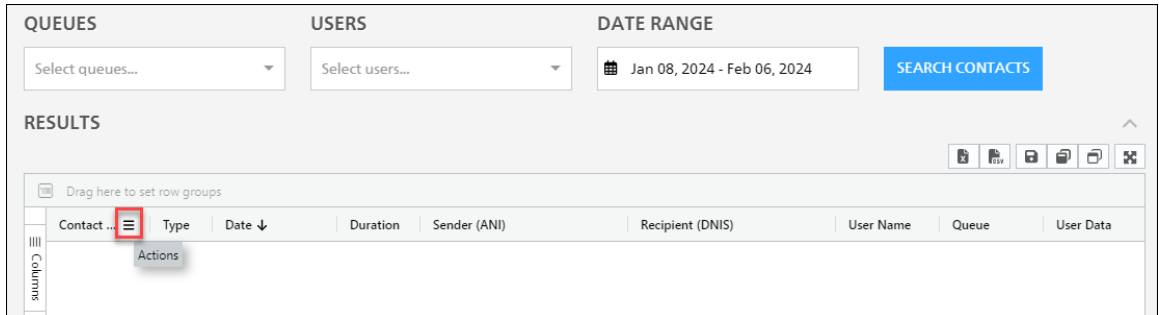 QUEUES USERS DATE RANGE
Select queues... Select users... Jan 08, 2024 - Feb 06, 2024 SEARCH CONTACTS
RESULTS
Drag here to set row groups
Contact ... Type Date Duration Sender (ANI) Recipient (DNIS) User Name Queue User Data
Actions
Columns